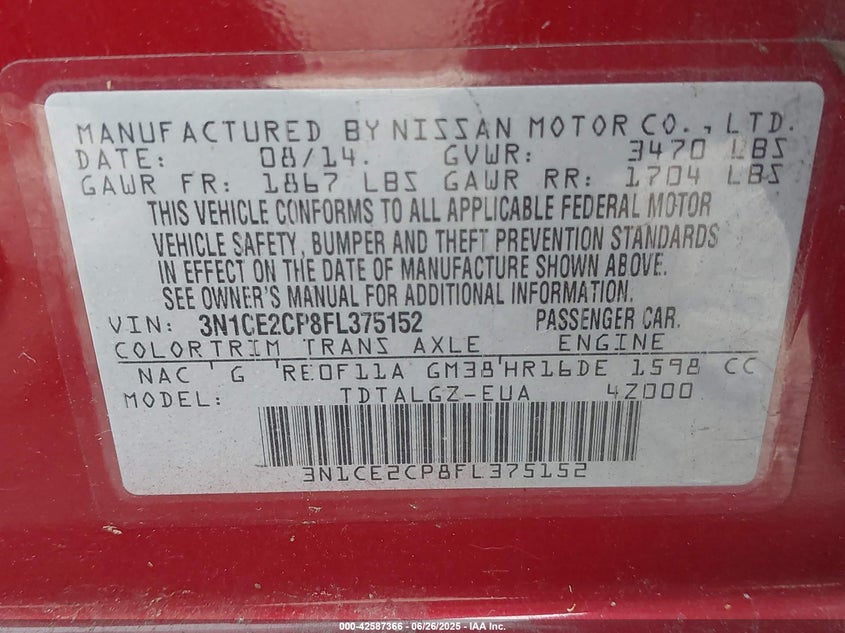 MANUFACTURED BY NISSAN MOTOR CO., LTD.
DATE: 08/14. GVWR: 3470 LBS
GAWR FR: 1867 LBS GAWR RR: 1704 LBS
THIS VEHICLE CONFORMS TO ALL APPLICABLE FEDERAL MOTOR
VEHICLE SAFETY, BUMPER AND THEFT PREVENTION STANDARDS
IN EFFECT ON THE DATE OF MANUFACTURE SHOWN ABOVE.
SEE OWNER'S MANUAL FOR ADDITIONAL INFORMATION.
VIN: 3N1CE2CP8FL375152 PASSENGER CAR.
COLOR TRIM TRANS AXLE ENGINE
NAC G RE0F11A GM38 HR16DE 1598 CC
MODEL: TDTALGZ-EUA 4Z000
3N1CE2CP8FL375152
000-42587366 - 06/26/2025 - IAA Inc.